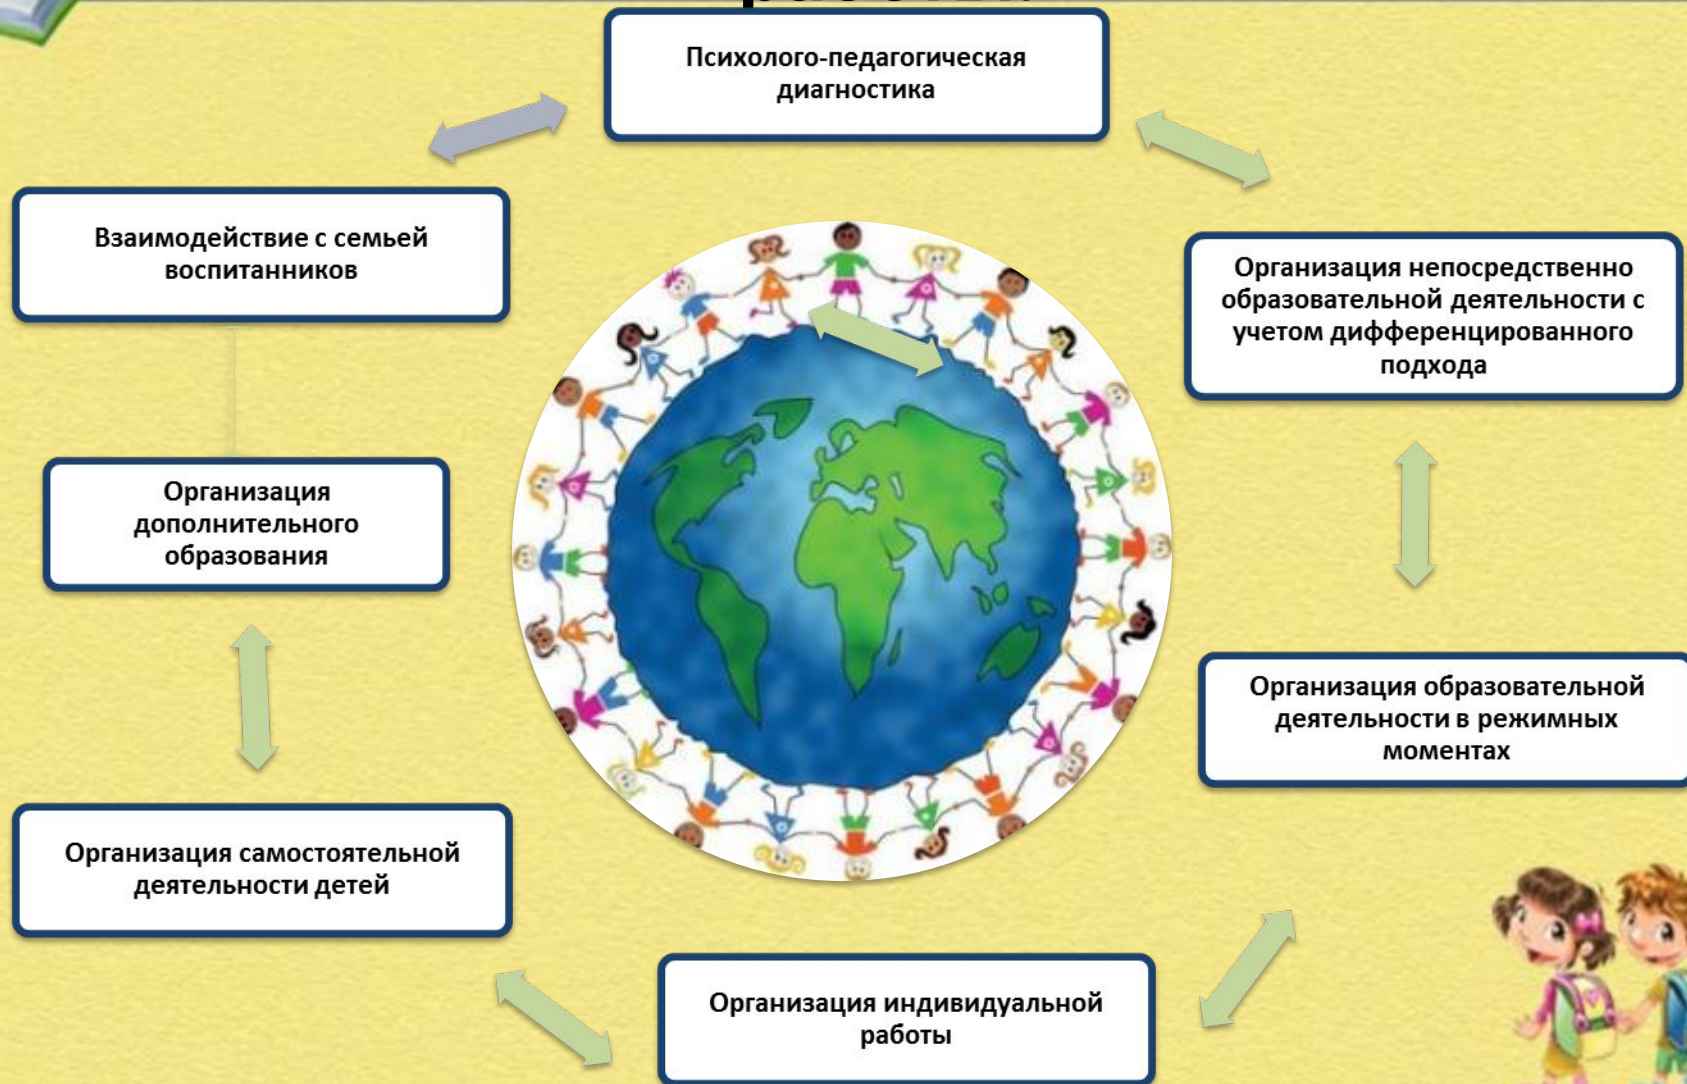 Психолого-педагогическая
диагностика
Взаимодействие с семьей
воспитанников
Организация непосредственно
образовательной деятельности с
учетом дифференцированного
подхода
Организация
дополнительного
образования
Организация образовательной
деятельности в режимных
моментах
Организация самостоятельной
деятельности детей
Организация индивидуальной
работы